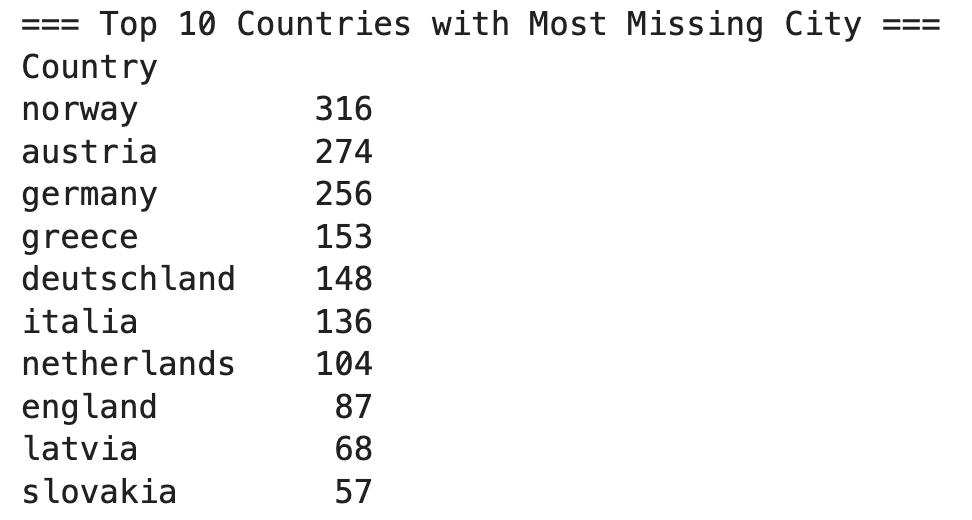 === Top 10 Countries with Most Missing City ===
Country
norway 316
austria 274
germany 256
greece 153
deutschland 148
italia 136
netherlands 104
england 87
latvia 68
slovakia 57